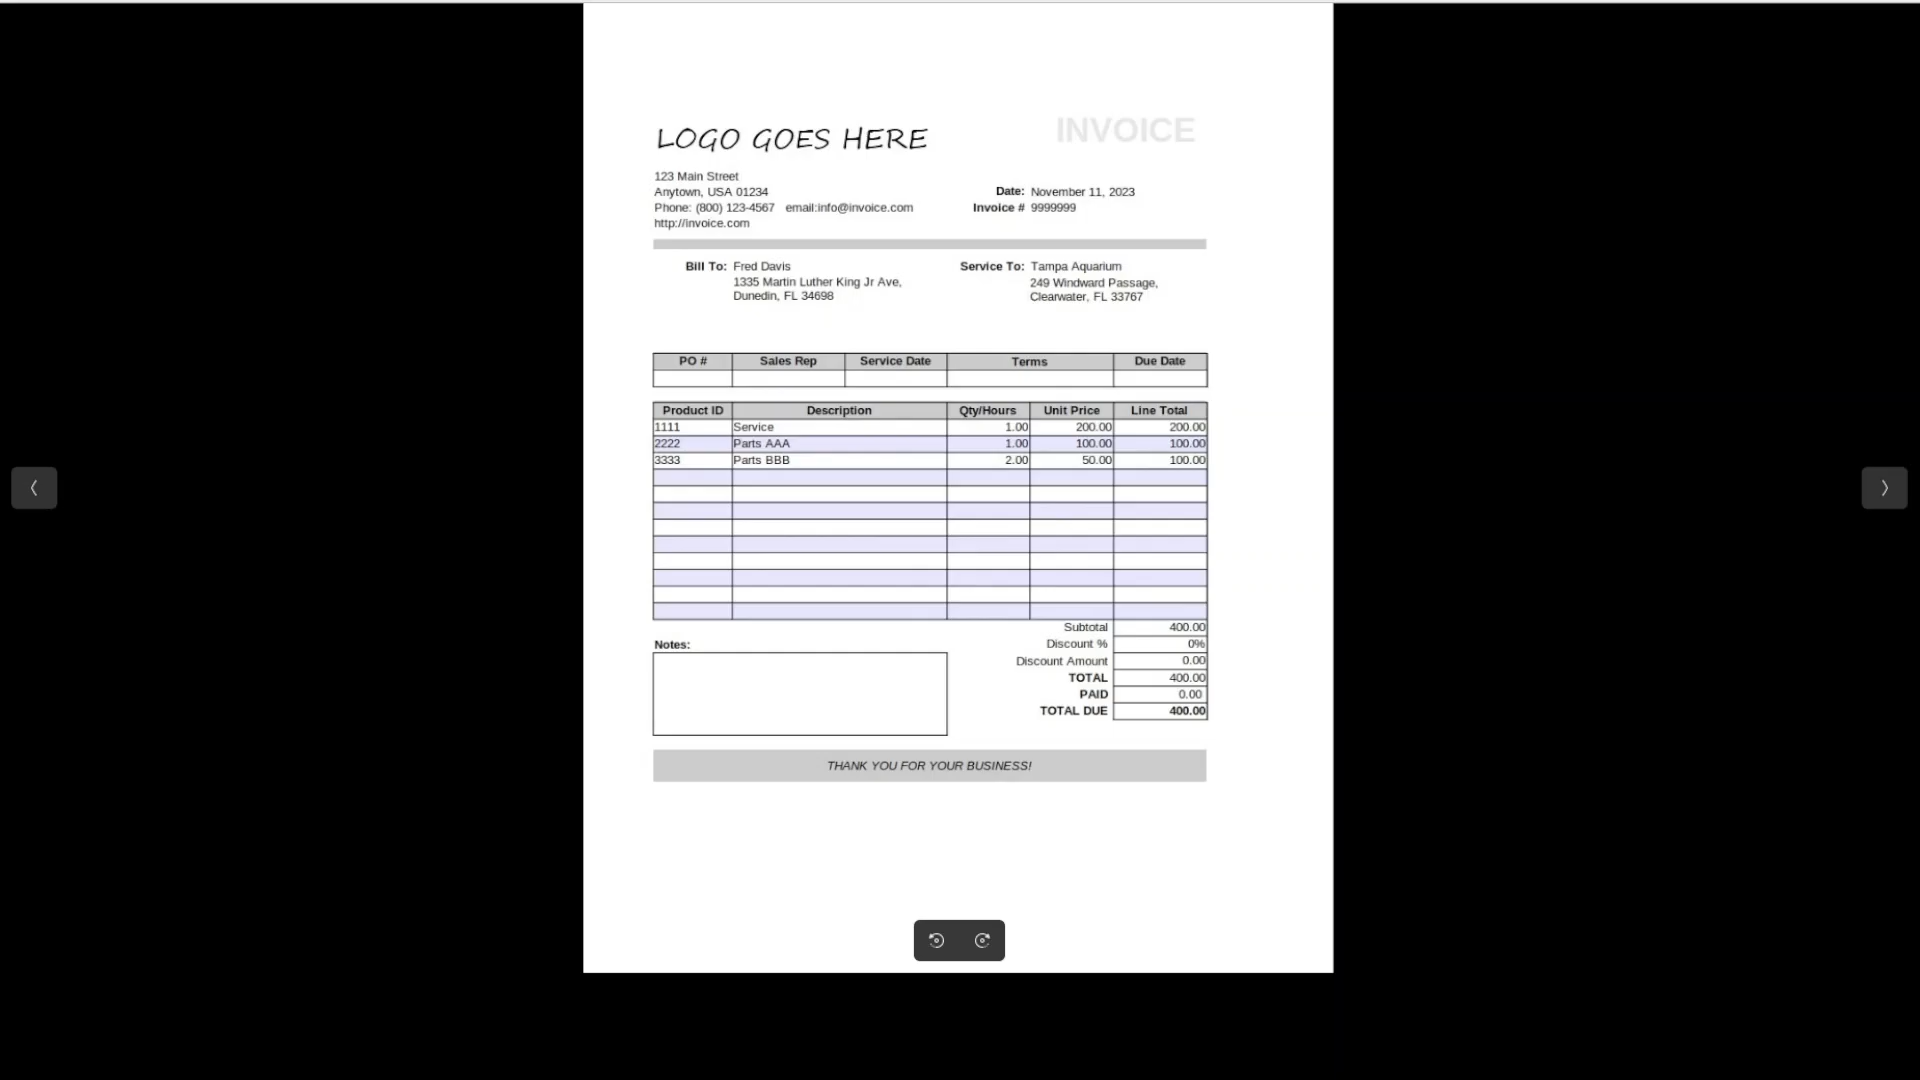 LOGO GOES HERE
INVOICE
123 Main Street
Anytown, USA 01234
Phone: (800) 123-4567 email:info@invoice.com
http://invoice.com
Date: November 11, 2023
Invoice # 9999999
Bill To: Fred Davis
1335 Martin Luther King Jr Ave,
Dunedin, FL 34698
Service To: Tampa Aquarium
249 Windward Passage,
Clearwater, FL 33767
PO # Sales Rep Service Date Terms Due Date
Product ID Description Qty/Hours Unit Price Line Total
1111 Service 1.00 200.00 200.00
2222 Parts AAA 1.00 100.00 100.00
3333 Parts BBB 2.00 50.00 100.00
Subtotal 400.00
Discount % 0%
Discount Amount 0.00
TOTAL 400.00
PAID 0.00
TOTAL DUE 400.00
Notes:
THANK YOU FOR YOUR BUSINESS!